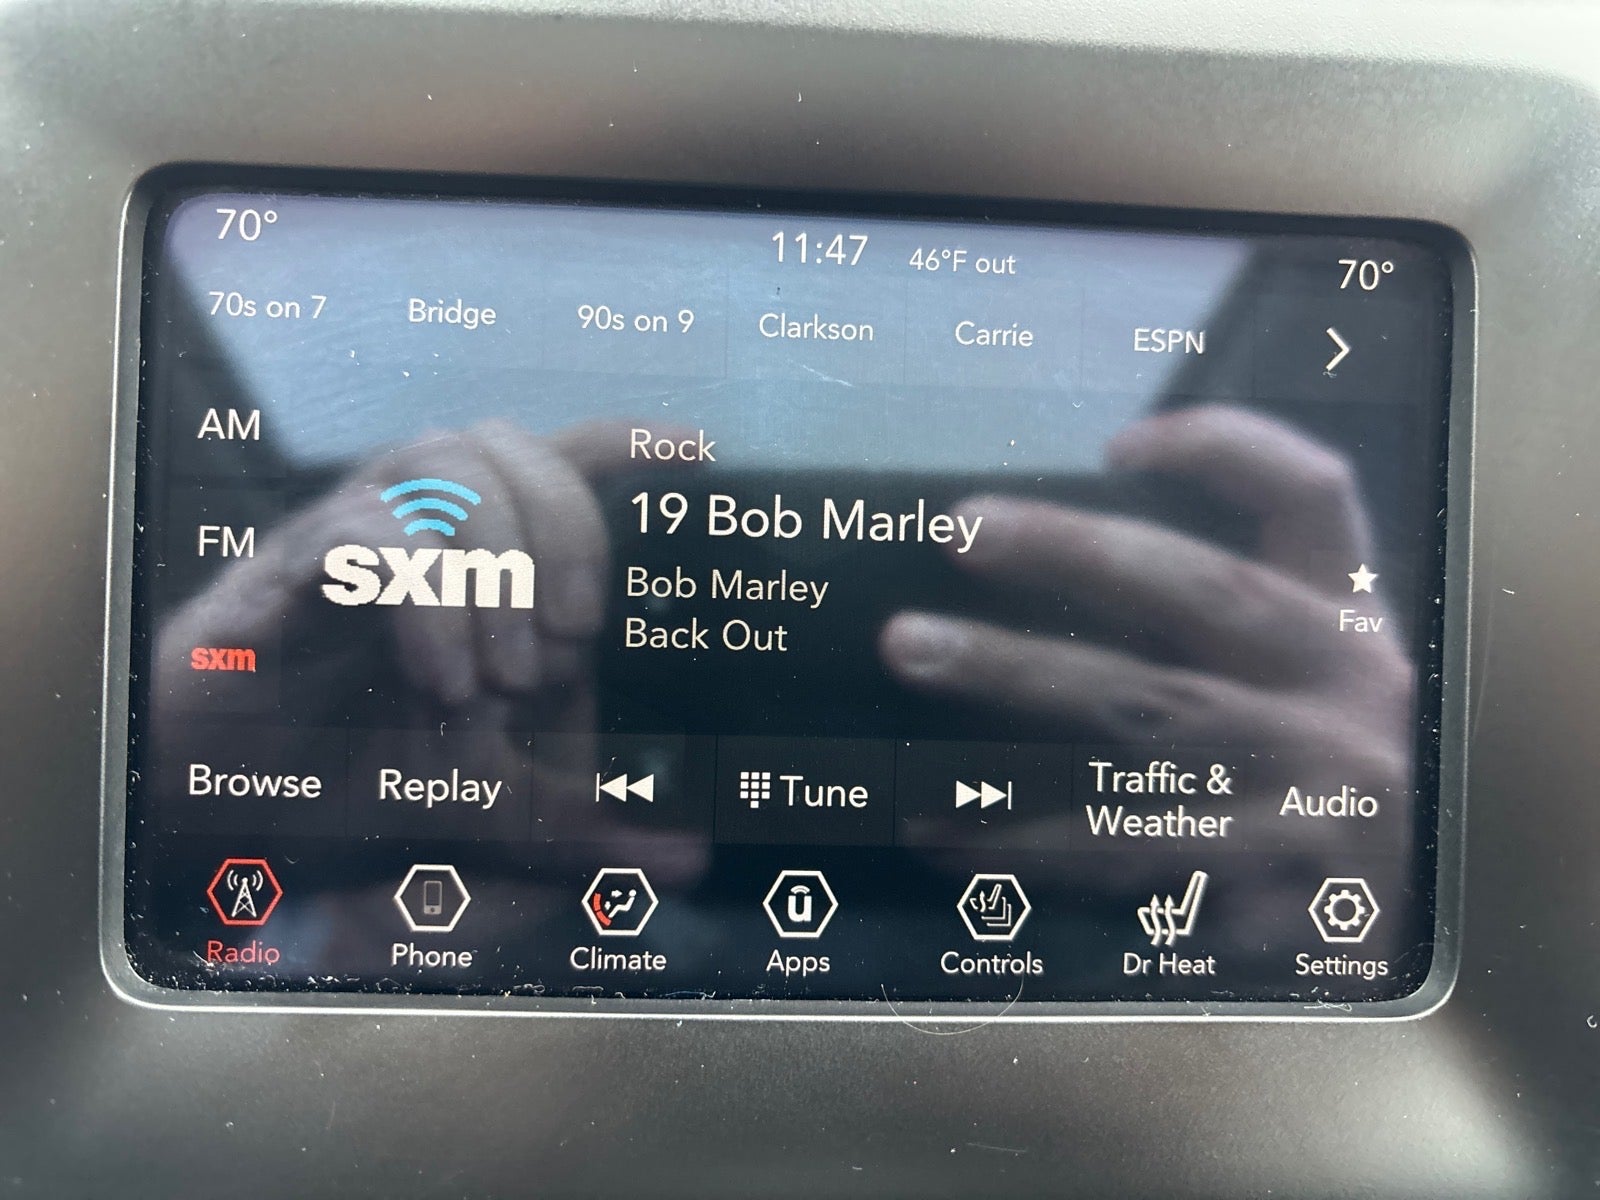 70° 11:47 46°F out 70°
70s on 7 Bridge 90s on 9 Clarkson Carrie ESPN
AM
Rock
19 Bob Marley
FM
sxm
Bob Marley
Back Out
Fav
sxm
Browse Replay Tune Traffic & Weather Audio
Radio Phone Climate Apps Controls Dr Heat Settings